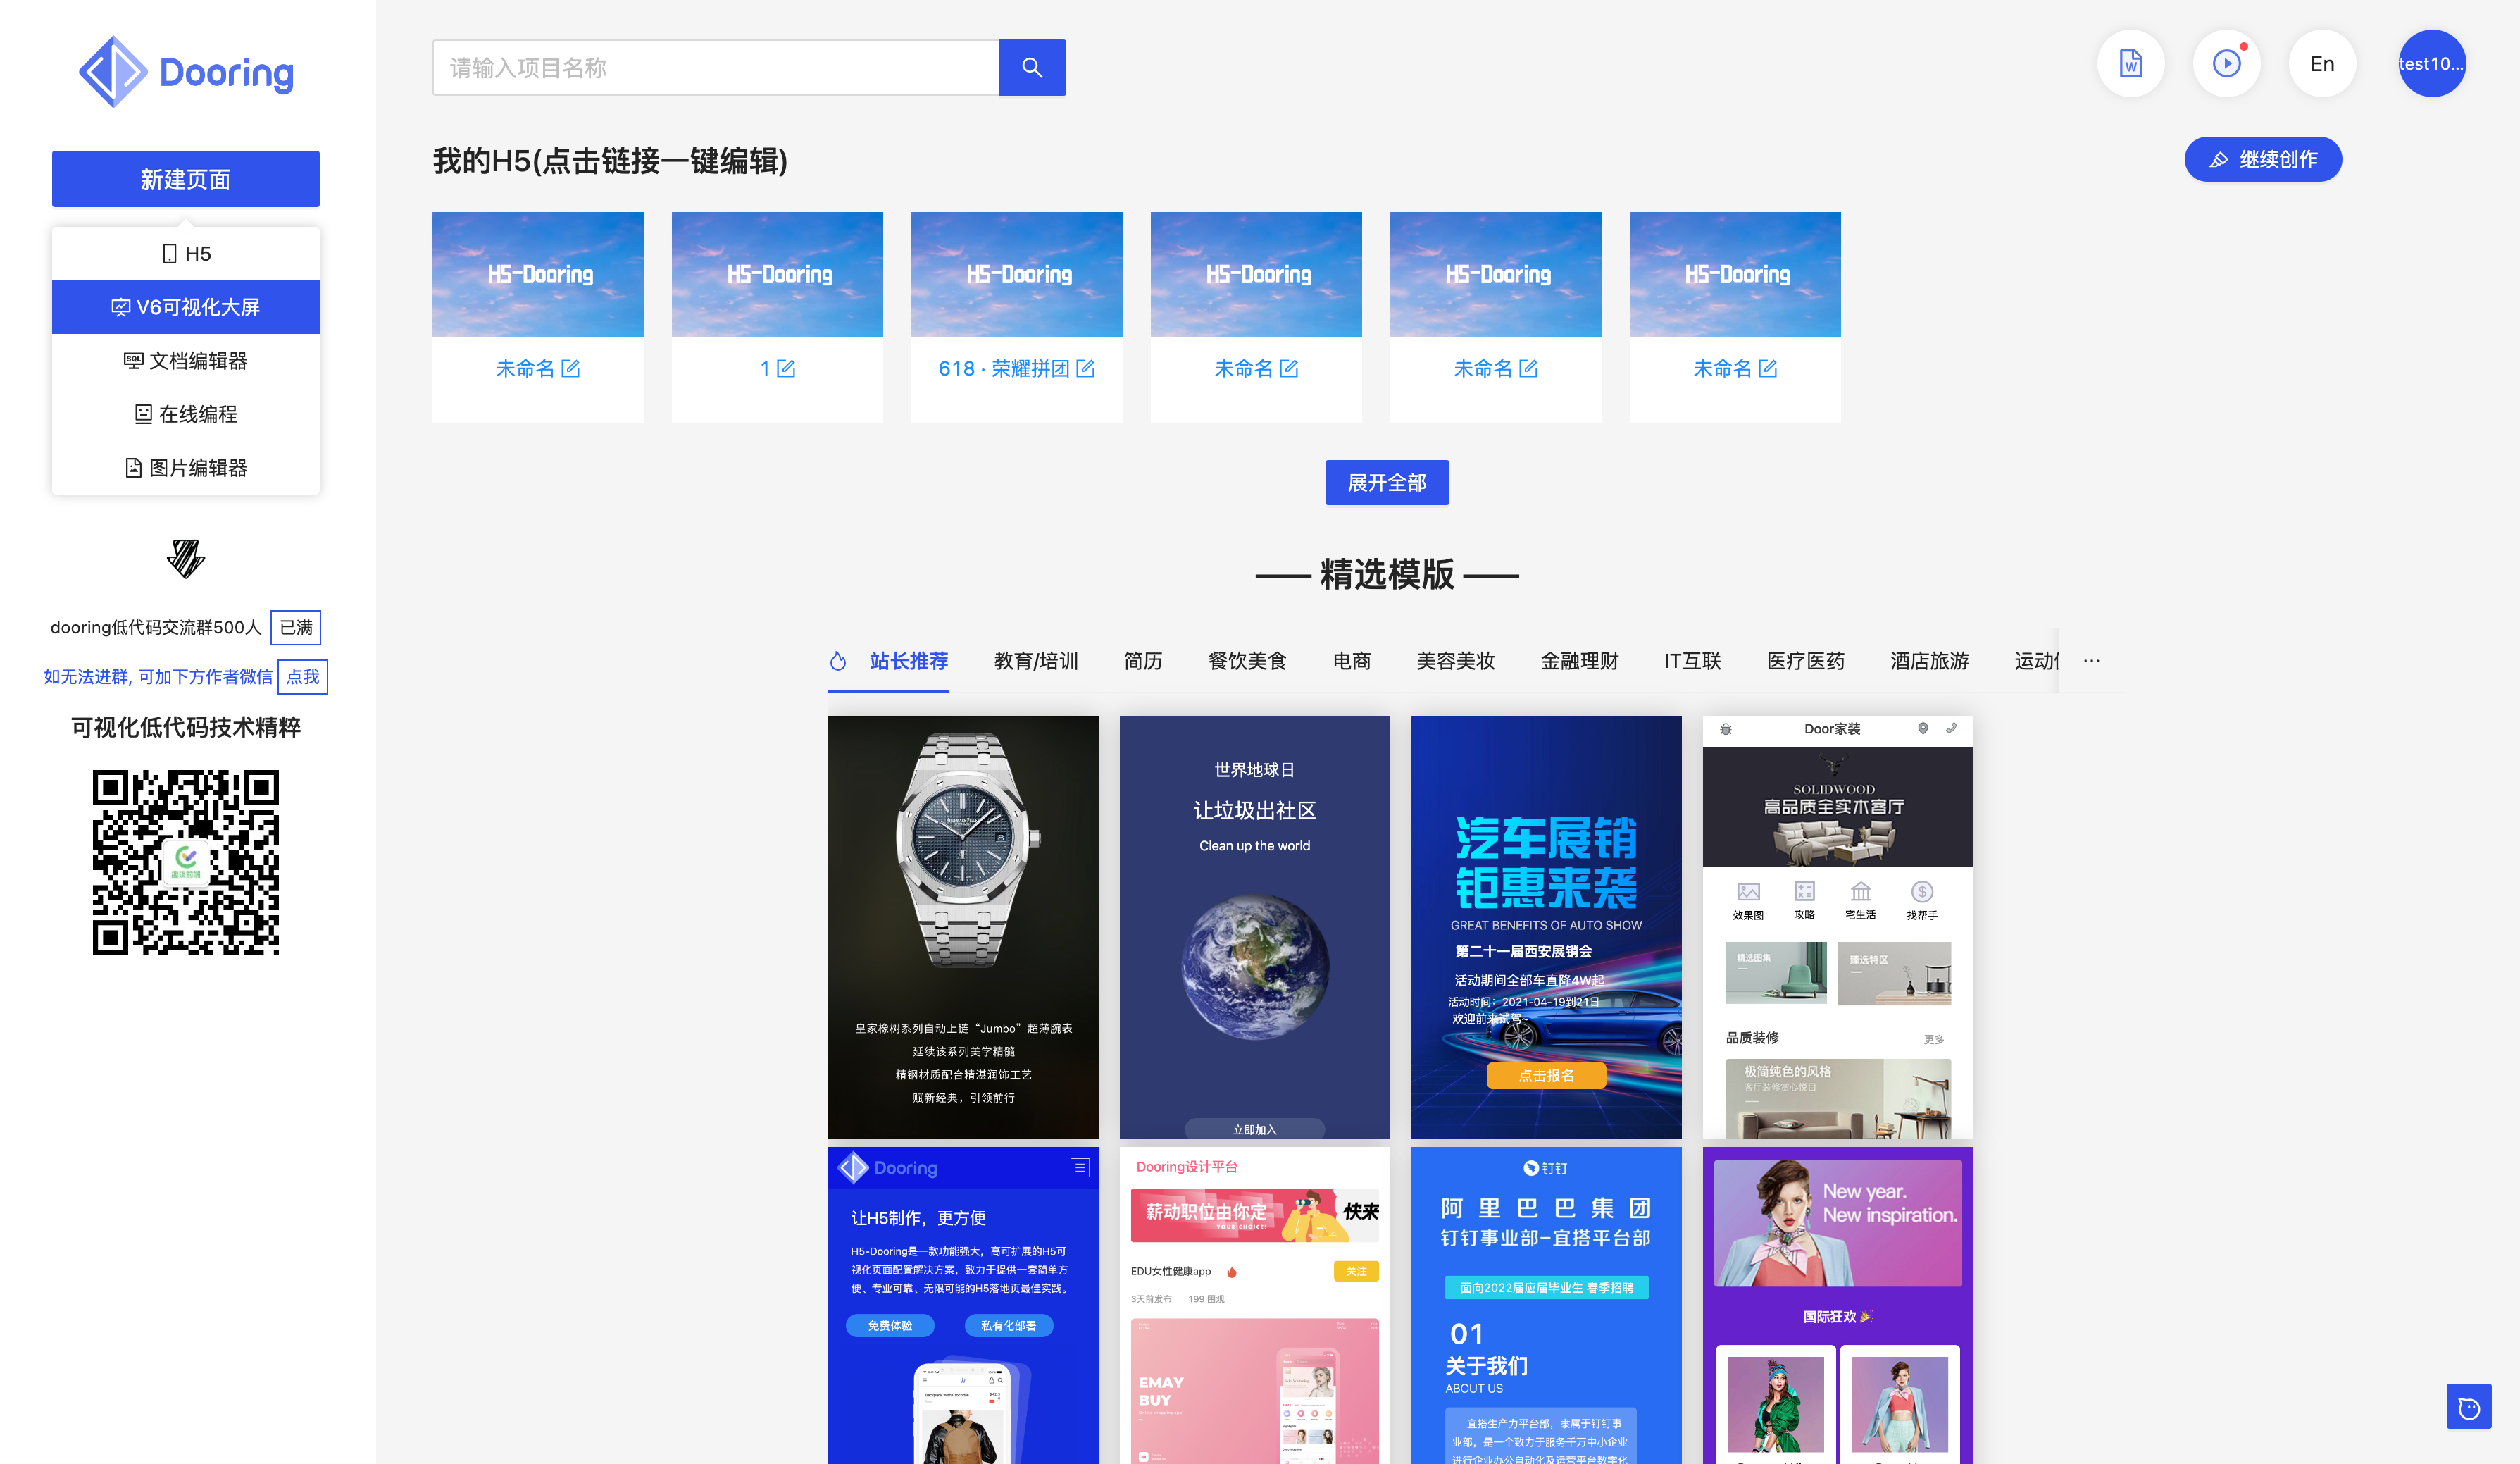 Dooring
新建页面
H5
V6可视化大屏
SQL 文档编辑器
在线编程
图片编辑器
dooring低代码交流群500人 已满
如无法进群, 可加下方作者微信 点我
可视化低代码技术精粹
请输入项目名称
W
En
test10...
我的H5(点击链接一键编辑)
继续创作
H5-Dooring
H5-Dooring
H5-Dooring
H5-Dooring
H5-Dooring
H5-Dooring
未命名
1
618 · 荣耀拼团
未命名
未命名
未命名
展开全部
精选模版
站长推荐 教育/培训 简历 餐饮美食 电商 美容美妆 金融理财 IT互联 医疗医药 酒店旅游 运动 ···
皇家橡树系列自动上链“Jumbo”超薄腕表
延续该系列美学精髓
精钢材质配合精湛润饰工艺
赋新经典，引领前行
世界地球日
让垃圾出社区
Clean up the world
立即加入
汽车展销
钜惠来袭
GREAT BENEFITS OF AUTO SHOW
第二十一届西安展销会
活动期间全部车直降4W起
活动时间：2021-04-19到21日
欢迎前来试驾~
点击报名
Door家装
SOLIDWOOD
高品质全实木客厅
效果图 攻略 宅生活 找帮手
精选图集
臻选特区
品质装修
更多
极简纯色的风格
客厅装修赏心悦目
Dooring
让H5制作，更方便
H5-Dooring是一款功能强大，高可扩展的H5可
视化页面配置解决方案，致力于提供一套简单方
便、专业可靠、无限可能的H5落地页最佳实践。
免费体验
私有化部署
Dooring设计平台
薪动职位由你定
YOUR CHOICE!
快来
EDU女性健康app
关注
3天前发布 199 围观
EMAY
BUY
钉钉
阿里巴巴集团
钉钉事业部-宜搭平台部
面向2022届应届毕业生 春季招聘
01
关于我们
ABOUT US
宜搭生产力平台部，隶属于钉钉事
业部，是一个致力于服务千万中小企业
进行企业办公自动化及运营平台数字化
New year.
New inspiration.
国际狂欢